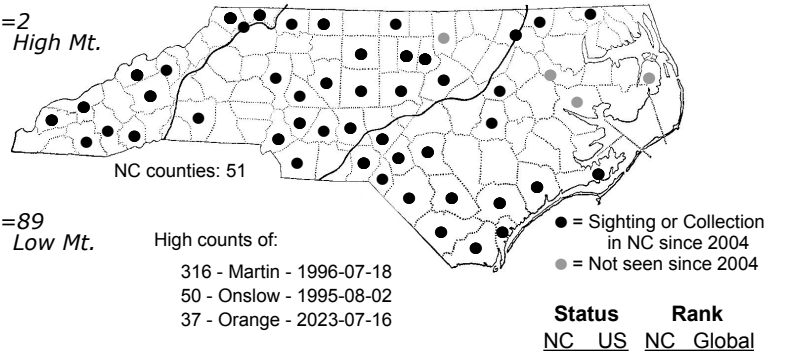 =2
High Mt.
NC counties: 51
=89
Low Mt.
High counts of:
316 - Martin - 1996-07-18
50 - Onslow - 1995-08-02
37 - Orange - 2023-07-16
= Sighting or Collection
in NC since 2004
= Not seen since 2004
Status Rank
NC US NC Global